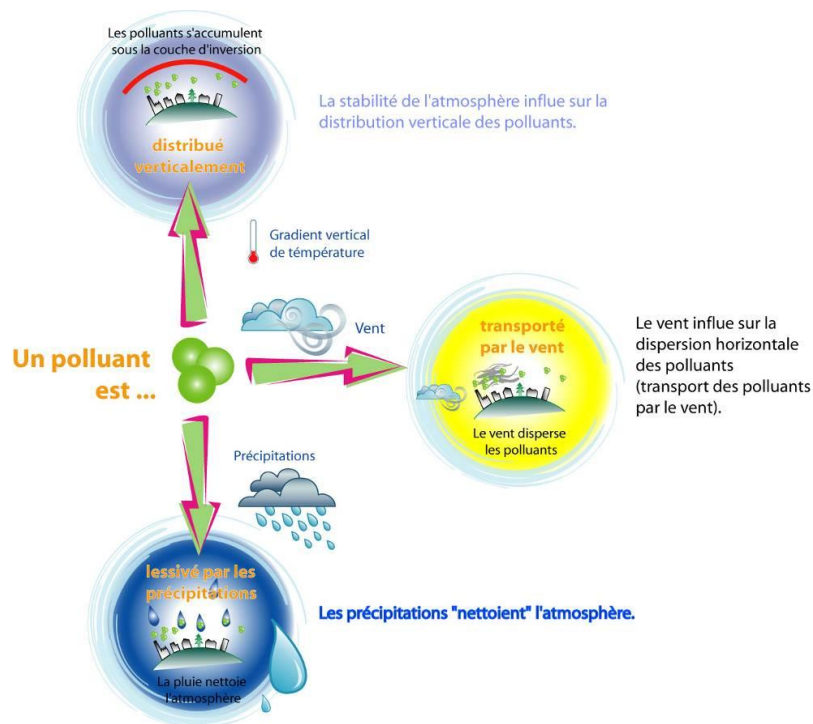 Les polluants s'accumulent
sous la couche d'inversion
distribué
verticalement
La stabilité de l'atmosphère influe sur la
distribution verticale des polluants.
Gradient vertical
de témpérature
Vent
Un polluant
est ...
transporté
par le vent
Le vent disperse
les polluants
Le vent influe sur la
dispersion horizontale
des polluants
(transport des polluants
par le vent).
Précipitations
lessivé par les
précipitations
La pluie nettoie
l'atmosphère
Les précipitations "nettoient" l'atmosphère.